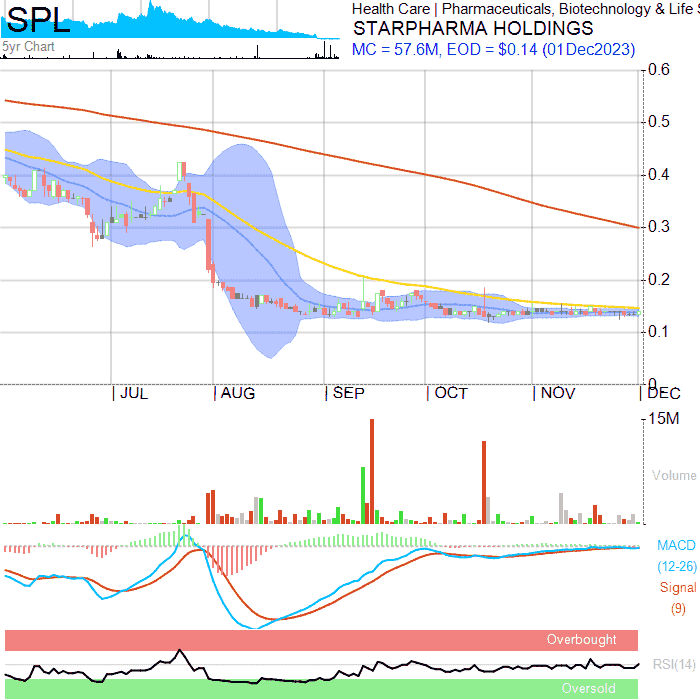 SPL
5yr Chart
Health Care | Pharmaceuticals, Biotechnology & Life S
STARPHARMA HOLDINGS
MC = 57.6M, EOD = $0.14 (01Dec2023)
0.6
0.5
0.4
0.3
0.2
0.1
0
JUL AUG SEP OCT NOV DEC
15M
Volume
MACD
(12-26)
Signal
(9)
Overbought
RSI(14)
Oversold